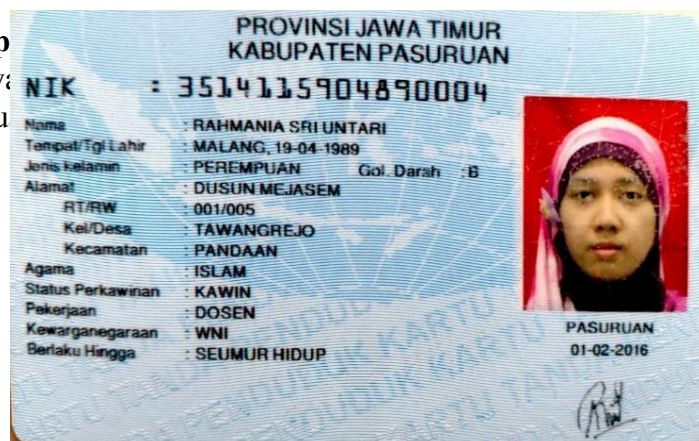 PROVINSI JAWA TIMUR
KABUPATEN PASURUAN
NIK : 3514115904890004
Nama : RAHMANIA SRI UNTARI
Tempat/Tgl Lahir : MALANG, 19-04-1989
Jenis kelamin : PEREMPUAN Gol. Darah : B
Alamat : DUSUN MEJASEM
RT/RW : 001/005
Kel/Desa : TAWANGREJO
Kecamatan : PANDAAN
Agama : ISLAM
Status Perkawinan : KAWIN
Pekerjaan : DOSEN
Kewarganegaraan : WNI
Berlaku Hingga : SEUMUR HIDUP
PASURUAN
01-02-2016